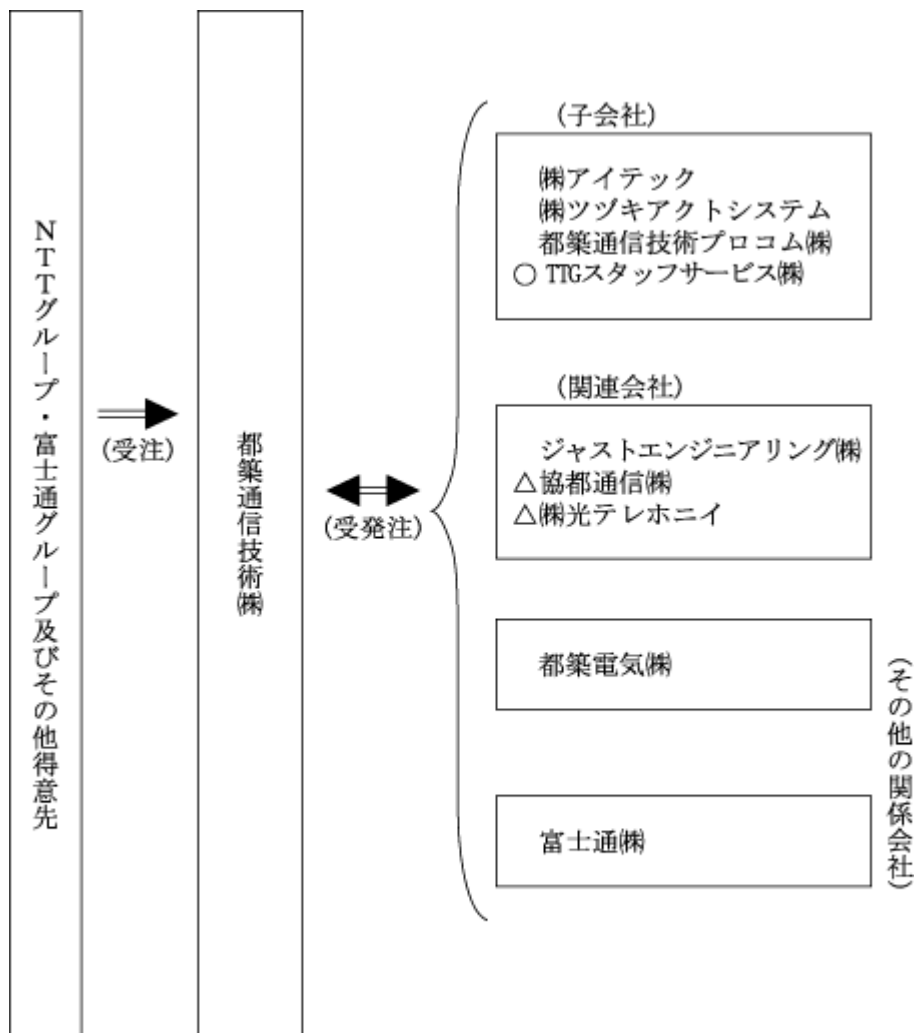 NTTグループ・富士通グループ及びその他得意先
(受注)
都築通信技術㈱
(受発注)
(子会社)
㈱アイテック
㈱ツヅキアクトシステム
都築通信技術プロコム㈱
○ TTGスタッフサービス㈱
(関連会社)
ジャストエンジニアリング㈱
△協都通信㈱
△㈱光テレホニイ
都築電気㈱
富士通㈱
(その他の関係会社)